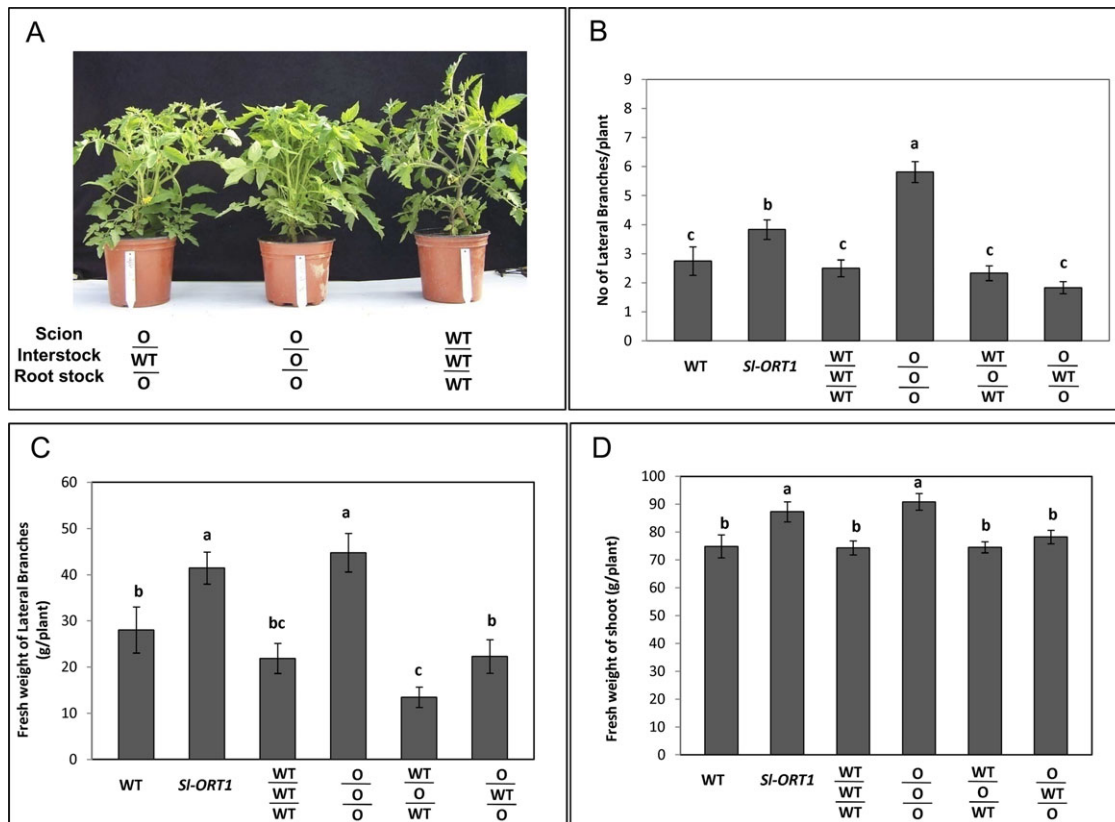 A
Scion
Interstock
Root stock
O
WT
O
O
O
O
WT
WT
WT
B
No of Lateral Branches/plant
9
8
7
6
5
4
3
2
1
0
c
b
c
a
c
c
WT
Sl-ORT1
WT
WT
WT
O
O
O
WT
O
WT
O
WT
O
C
Fresh weight of Lateral Branches
(g/plant)
60
50
40
30
20
10
0
b
a
bc
a
c
b
WT
Sl-ORT1
WT
WT
WT
O
O
O
WT
O
WT
O
WT
O
D
Fresh weight of shoot (g/plant)
100
90
80
70
60
50
40
30
20
10
0
b
a
b
a
b
b
WT
Sl-ORT1
WT
WT
WT
O
O
O
WT
O
WT
O
WT
O